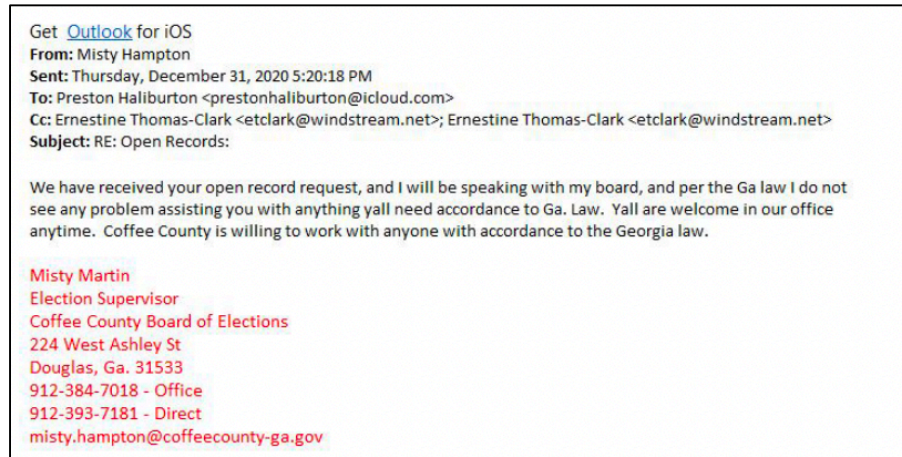 Get Outlook for iOS
From: Misty Hampton
Sent: Thursday, December 31, 2020 5:20:18 PM
To: Preston Haliburton <prestonhaliburton@icloud.com>
Cc: Ernestine Thomas-Clark <etclark@windstream.net>; Ernestine Thomas-Clark <etclark@windstream.net>
Subject: RE: Open Records:
We have received your open record request, and I will be speaking with my board, and per the Ga law I do not
see any problem assisting you with anything yall need accordance to Ga. Law.  Yall are welcome in our office
anytime.  Coffee County is willing to work with anyone with accordance to the Georgia law.
Misty Martin
Election Supervisor
Coffee County Board of Elections
224 West Ashley St
Douglas, Ga. 31533
912-384-7018 - Office
912-393-7181 - Direct
misty.hampton@coffeecounty-ga.gov